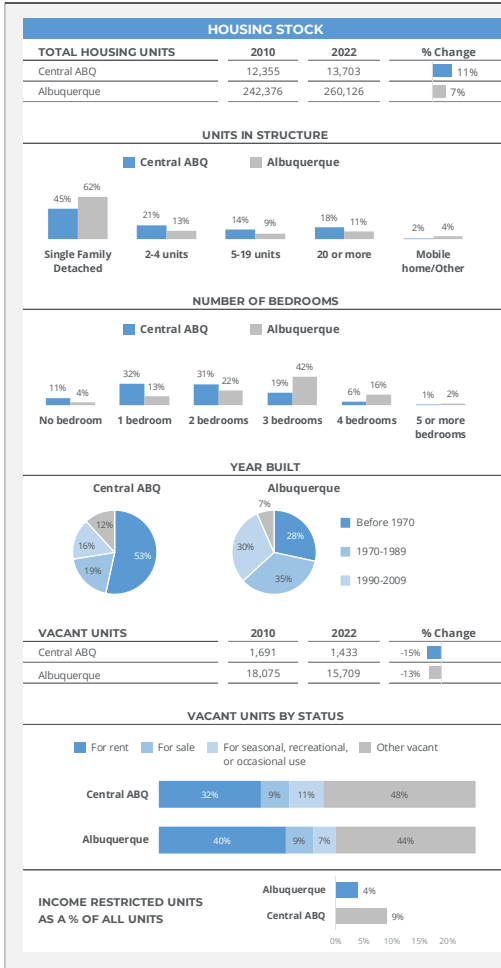 HOUSING STOCK
TOTAL HOUSING UNITS 2010 2022 % Change
Central ABQ 12,355 13,703 11%
Albuquerque 242,376 260,126 7%
UNITS IN STRUCTURE
Central ABQ Albuquerque
45% 62% 21% 13% 14% 9% 18% 11% 2% 4%
Single Family 2-4 units 5-19 units 20 or more Mobile
Detached home/Other
NUMBER OF BEDROOMS
Central ABQ Albuquerque
11% 4% 32% 13% 31% 22% 19% 42% 6% 16% 1% 2%
No bedroom 1 bedroom 2 bedrooms 3 bedrooms 4 bedrooms 5 or more
bedrooms
YEAR BUILT
Central ABQ Albuquerque
12% 53% 19% 16%
7% 28% 35% 30%
Before 1970
1970-1989
1990-2009
VACANT UNITS 2010 2022 % Change
Central ABQ 1,691 1,433 -15%
Albuquerque 18,075 15,709 -13%
VACANT UNITS BY STATUS
For rent For sale For seasonal, recreational, Other vacant
or occasional use
Central ABQ 32% 9% 11% 48%
Albuquerque 40% 9% 7% 44%
INCOME RESTRICTED UNITS
AS A % OF ALL UNITS
Albuquerque 4%
Central ABQ 9%
0% 5% 10% 15% 20%